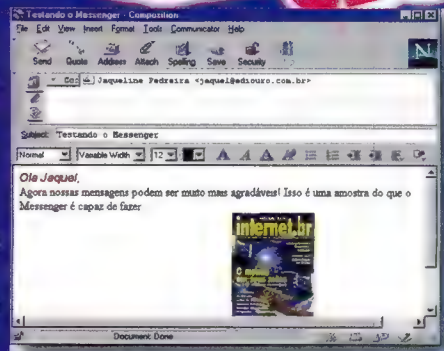 Testando o Messenger - Composition
File Edit View Insert Format Tools Communicator Help
Send Quote Address Attach Spelling Save Security
N
Cc: Jaqueline Pedreira <jaquel@ediouro.com.br>
Subject: Testando o Messenger
Normal Variable Width 12 A A A
Ola Jaquel,
Agora nossas mensagens podem ser muito mais agradáveis! Isso é uma amostra do que o
Messenger é capaz de fazer
internet.br
Document: Done